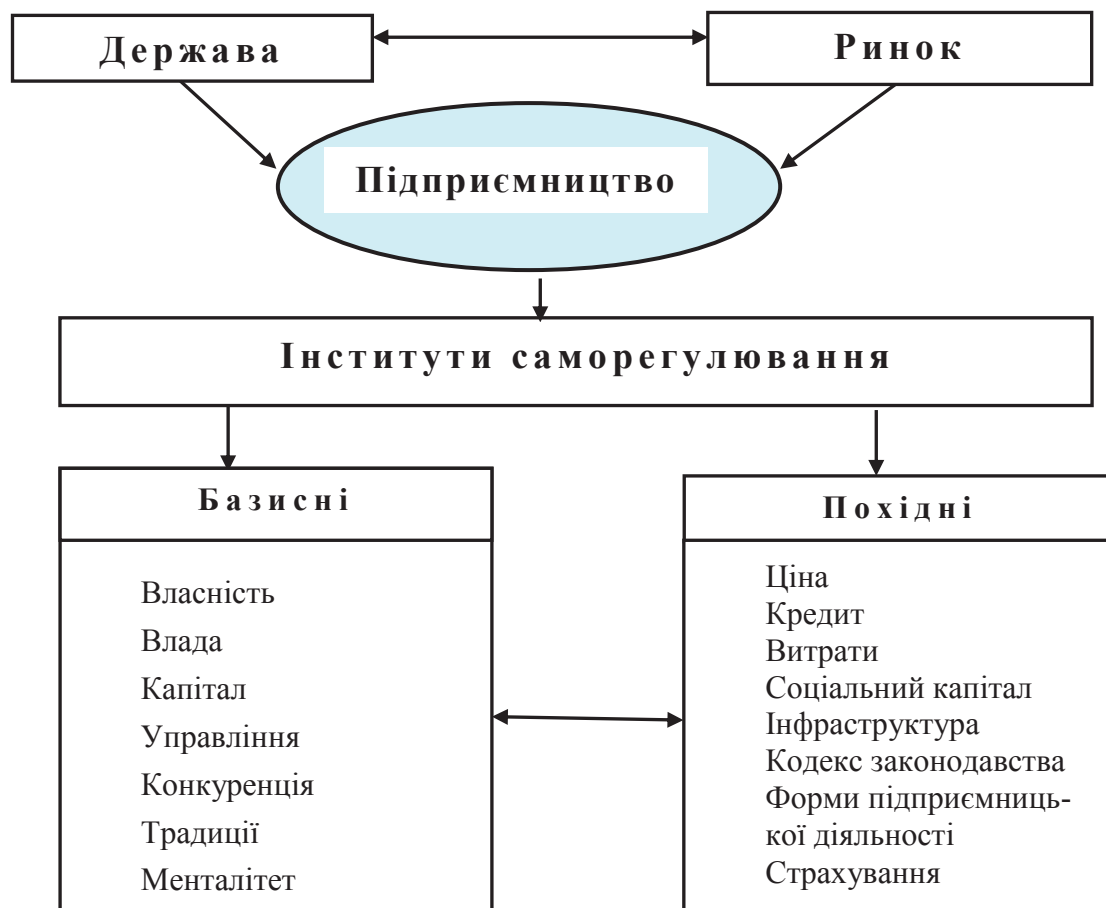 Держава
Ринок
Підприємництво
Інститути саморегулювання
Базисні
Власність
Влада
Капітал
Управління
Конкуренція
Традиції
Менталітет
Похідні
Ціна
Кредит
Витрати
Соціальний капітал
Інфраструктура
Кодекс законодавства
Форми підприємниць-
кої діяльності
Страхування